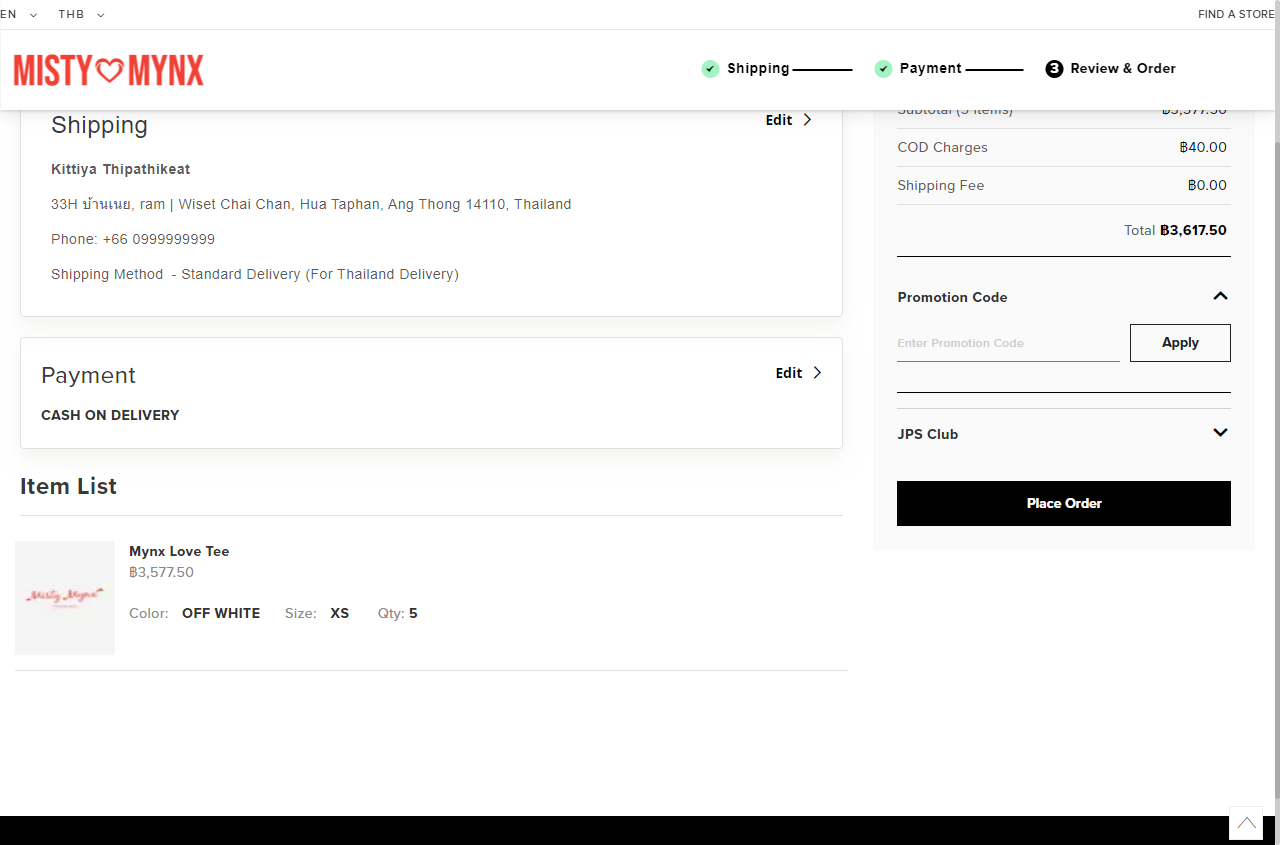 EN THB FIND A STORE
MISTY MYNX
Shipping Payment 3 Review & Order
Shipping Edit
Kittiya Thipathikeat
33H บ้านเนย, ram | Wiset Chai Chan, Hua Taphan, Ang Thong 14110, Thailand
Phone: +66 0999999999
Shipping Method - Standard Delivery (For Thailand Delivery)
Payment Edit
CASH ON DELIVERY
Item List
Misty Mynx
Mynx Love Tee
฿3,577.50
Color: OFF WHITE Size: XS Qty: 5
Subtotal (5 Items) ฿3,577.50
COD Charges ฿40.00
Shipping Fee ฿0.00
Total ฿3,617.50
Promotion Code
Enter Promotion Code Apply
JPS Club
Place Order